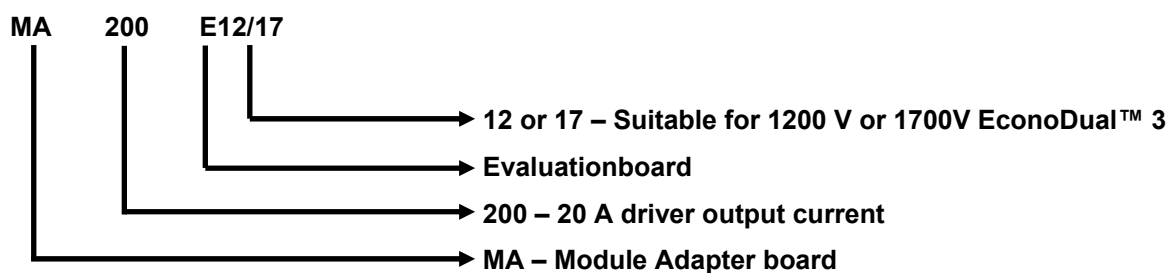 MA 200 E12/17
12 or 17 – Suitable for 1200 V or 1700V EconoDual™ 3
Evaluationboard
200 – 20 A driver output current
MA – Module Adapter board